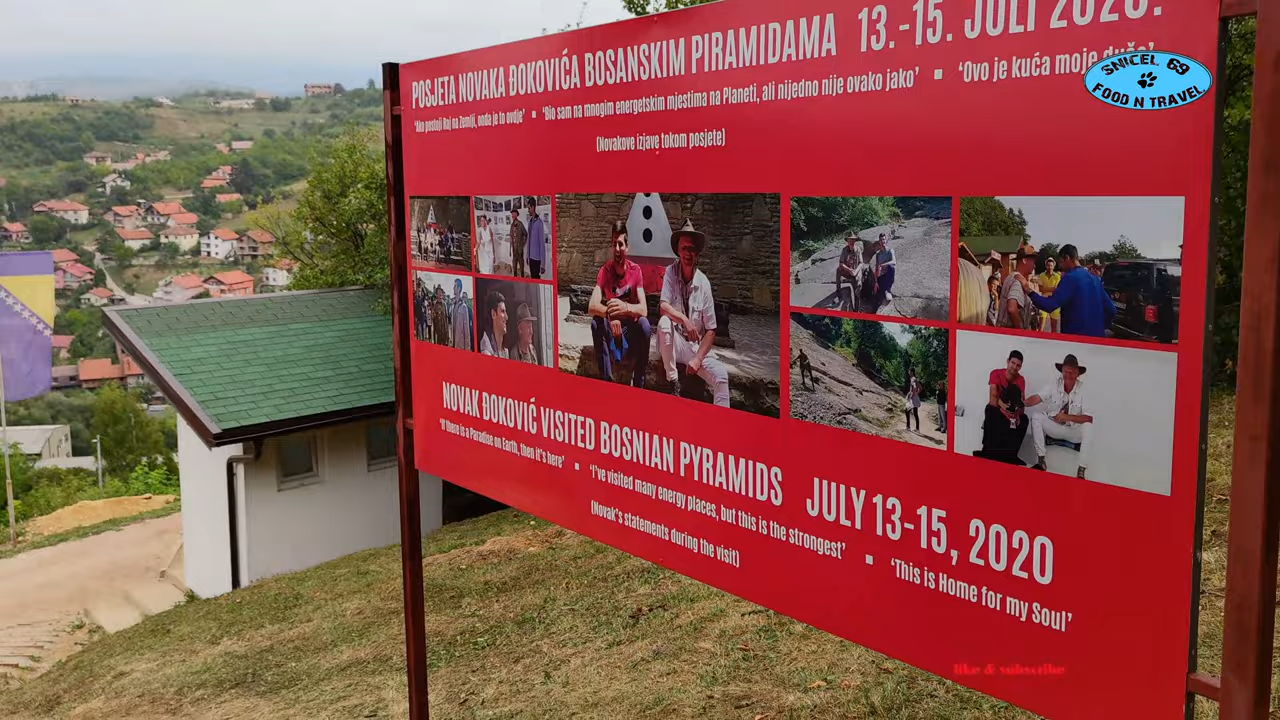 POSJETA NOVAKA ĐOKOVIĆA BOSANSKIM PIRAMIDAMA 13.-15. JULI 2020.
'Ako postoji Raj na Zemlji, onda je to ovdje' ▪ 'Bio sam na mnogim energetskim mjestima na Planeti, ali nijedno nije ovako jako' ▪ 'Ovo je kuća moje duše'
(Novakove izjave tokom posjete)
SNICEL 69
FOOD N TRAVEL
NOVAK ĐOKOVIĆ VISITED BOSNIAN PYRAMIDS JULY 13-15, 2020
'If there is a Paradise on Earth, then it's here' ▪ 'I've visited many energy places, but this is the strongest' ▪ 'This is Home for my Soul'
(Novak's statements during the visit)
like & subscribe